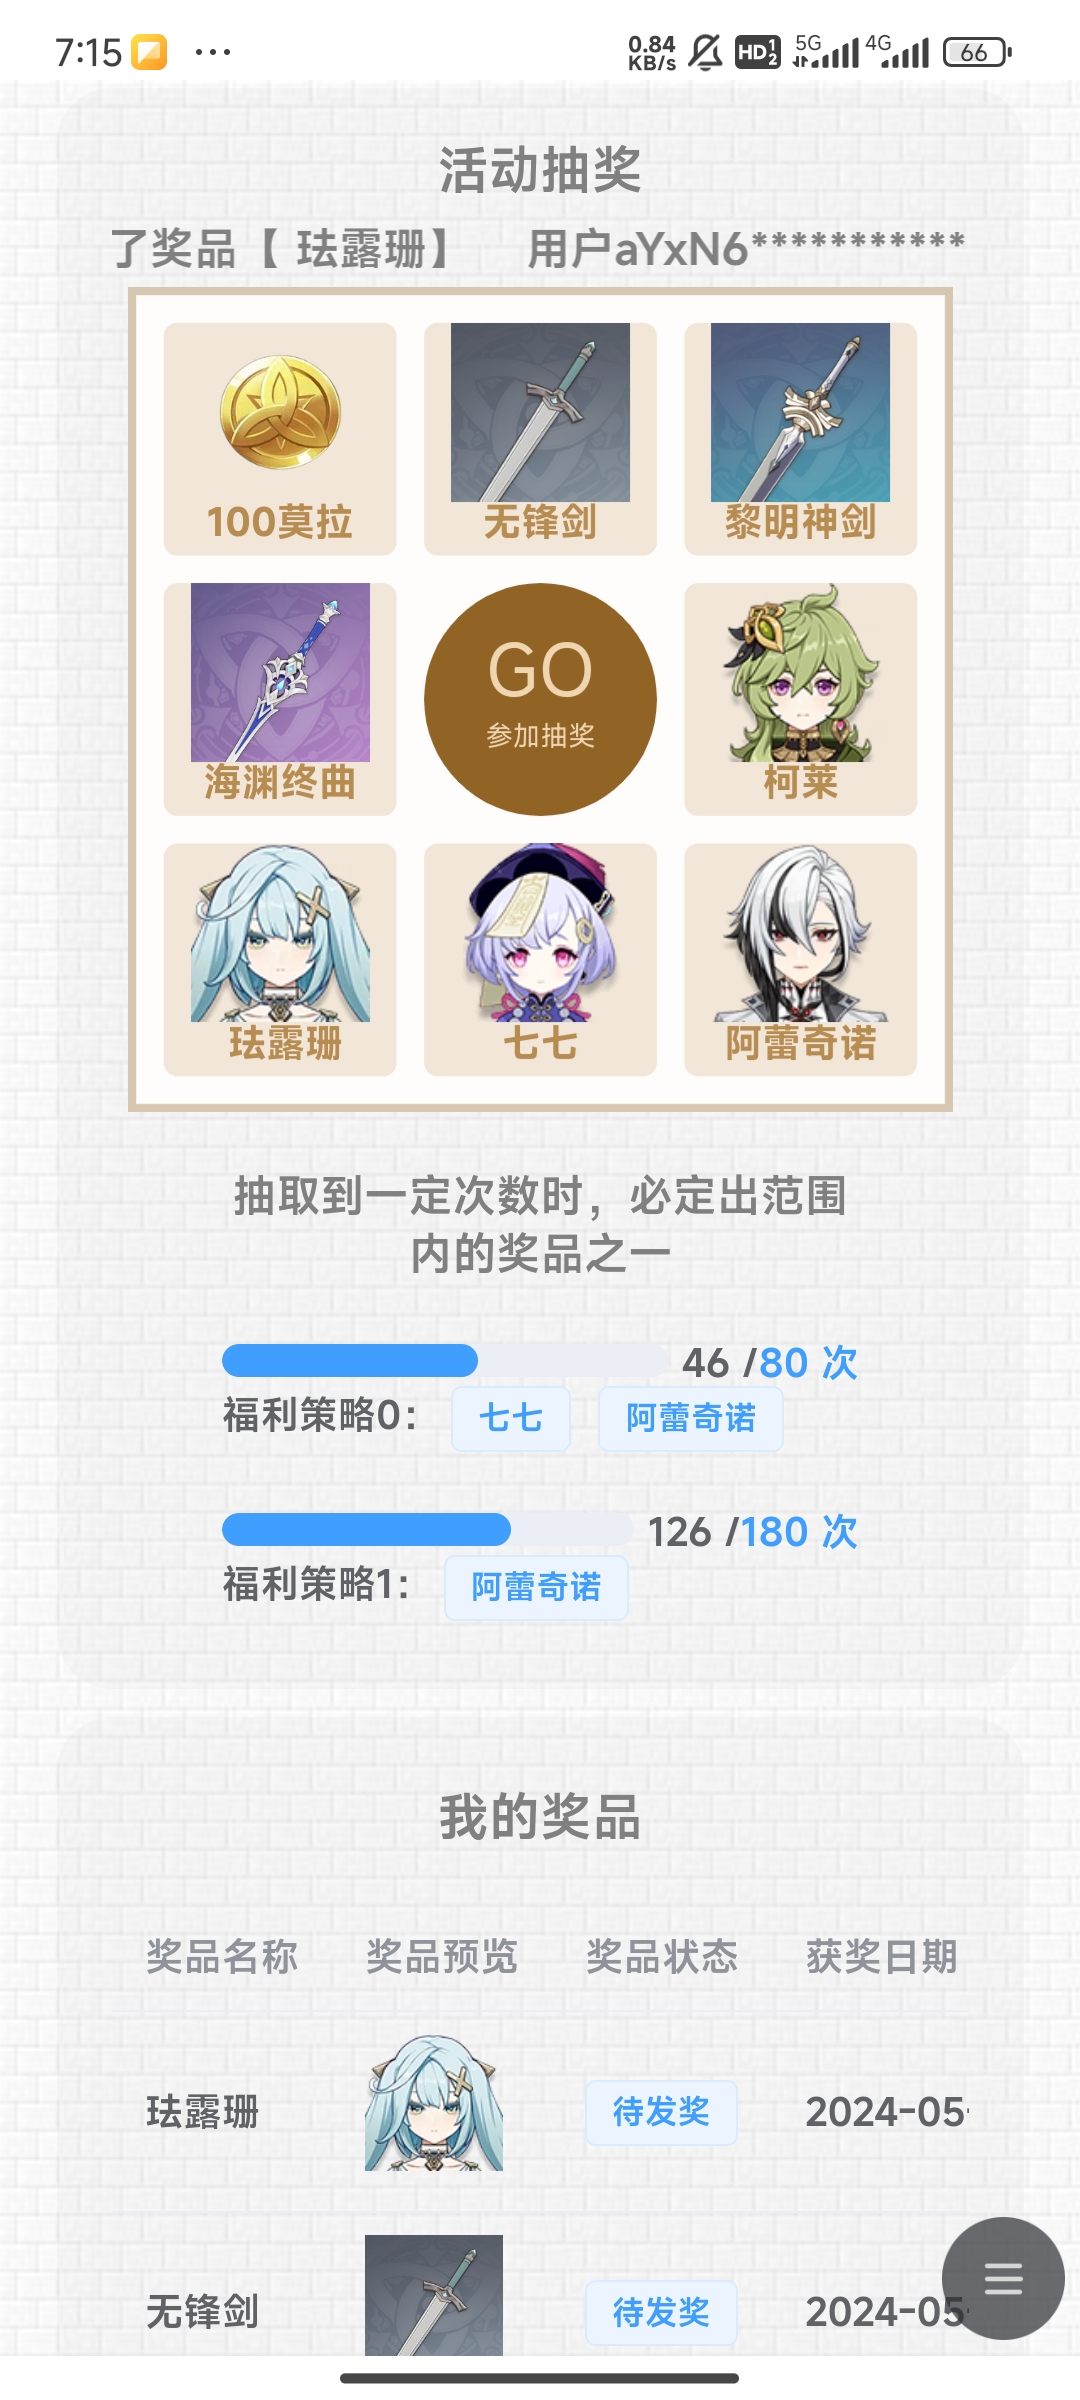 7:15
0.84
KB/s
HD 1 2
5G
4G
66
活动抽奖
了奖品【 珐露珊】 用户aYxN6***********
100莫拉
无锋剑
黎明神剑
海渊终曲
GO
参加抽奖
柯莱
珐露珊
七七
阿蕾奇诺
抽取到一定次数时，必定出范围
内的奖品之一
46 /80 次
福利策略0：
七七
阿蕾奇诺
126 /180 次
福利策略1：
阿蕾奇诺
我的奖品
奖品名称 奖品预览 奖品状态 获奖日期
珐露珊 待发奖 2024-05-
无锋剑 待发奖 2024-05-